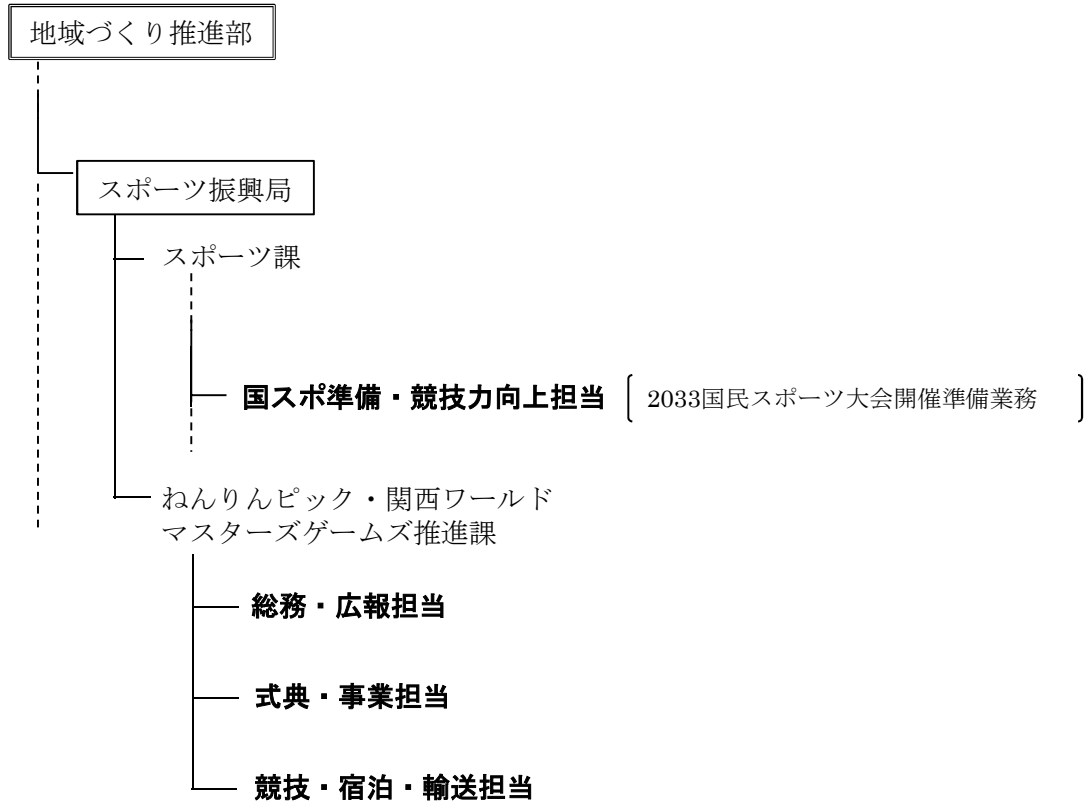 地域づくり推進部
スポーツ振興局
スポーツ課
国スポ準備・競技力向上担当 〔 2033国民スポーツ大会開催準備業務 〕
ねんりんピック・関西ワールド
マスターズゲームズ推進課
総務・広報担当
式典・事業担当
競技・宿泊・輸送担当